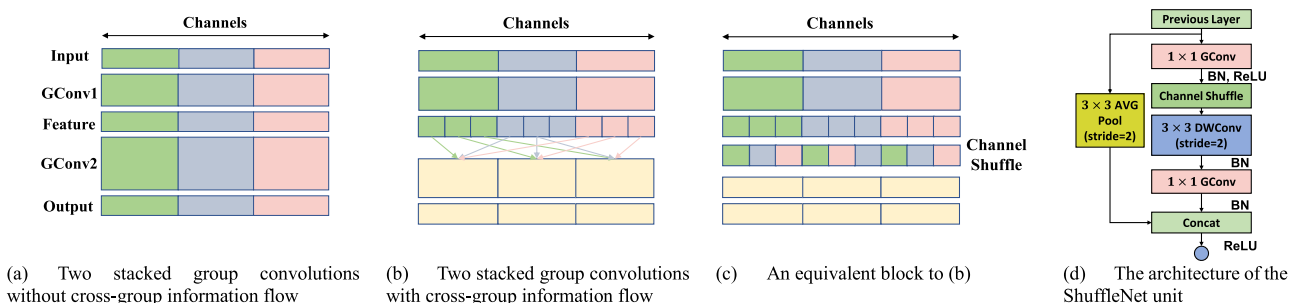 Channels
Input
GConv1
Feature
GConv2
Output
(a) Two stacked group convolutions
without cross-group information flow
Channels
(b) Two stacked group convolutions
with cross-group information flow
Channels
Channel
Shuffle
(c) An equivalent block to (b)
Previous Layer
1 × 1 GConv
BN, ReLU
Channel Shuffle
3 × 3 AVG
Pool
(stride=2)
3 × 3 DWConv
(stride=2)
BN
1 × 1 GConv
BN
Concat
ReLU
(d) The architecture of the
ShuffleNet unit